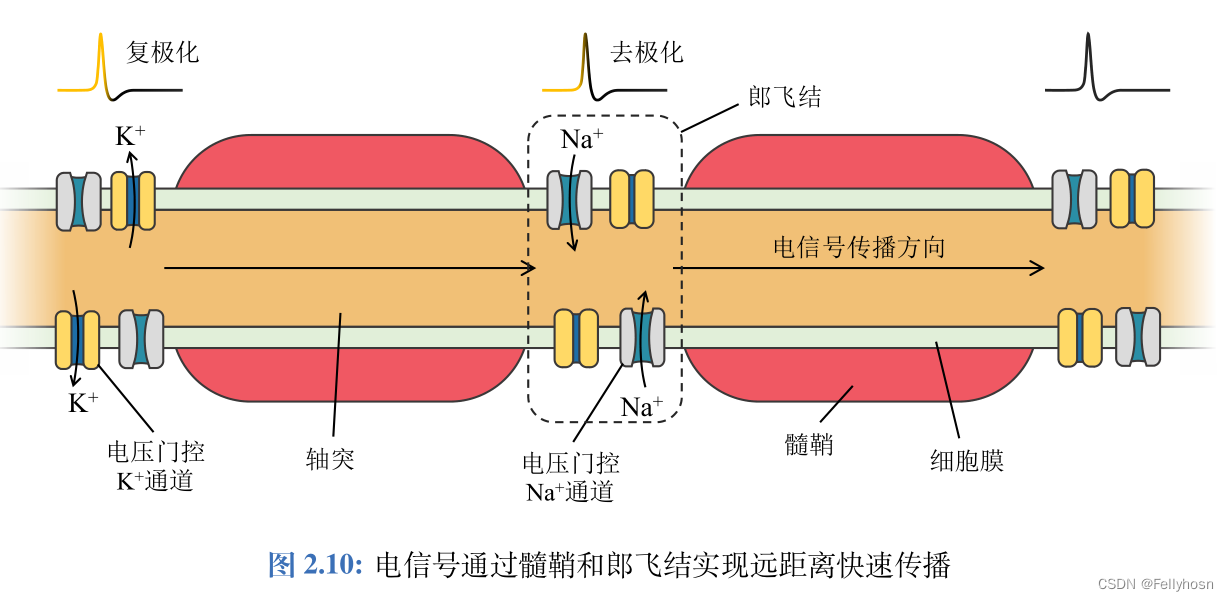 复极化
去极化
郎飞结
K⁺
Na⁺
电信号传播方向
K⁺
Na⁺
电压门控
K⁺通道
轴突
电压门控
Na⁺通道
髓鞘
细胞膜
图 2.10: 电信号通过髓鞘和郎飞结实现远距离快速传播
CSDN @Fellyhosn